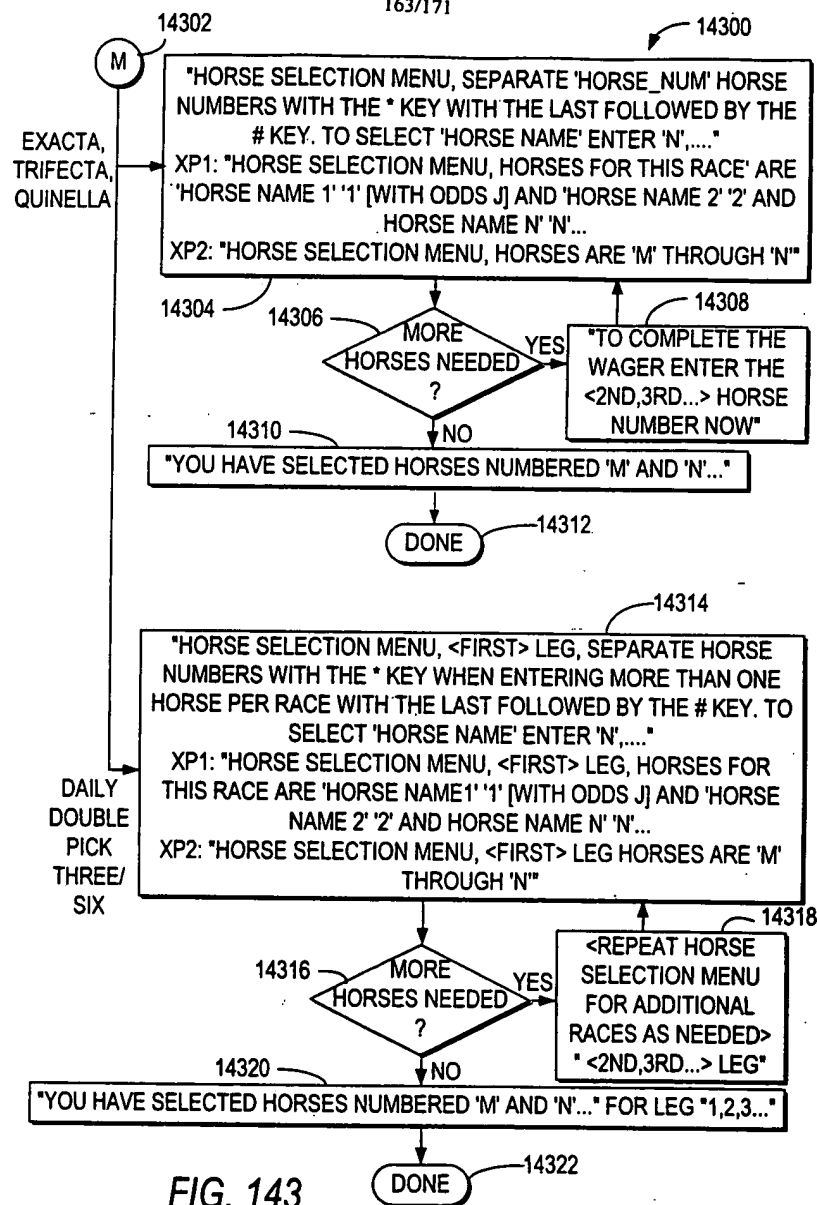 163/171
14302
14300
M
"HORSE SELECTION MENU, SEPARATE 'HORSE_NUM' HORSE
NUMBERS WITH THE * KEY WITH THE LAST FOLLOWED BY THE
# KEY. TO SELECT 'HORSE NAME' ENTER 'N',...."
XP1: "HORSE SELECTION MENU, HORSES FOR THIS RACE' ARE
'HORSE NAME 1' '1' [WITH ODDS J] AND 'HORSE NAME 2' '2' AND
HORSE NAME N' 'N'...
XP2: "HORSE SELECTION MENU, HORSES ARE 'M' THROUGH 'N'"
EXACTA,
TRIFECTA,
QUINELLA
14304
14306
14308
MORE
HORSES NEEDED
?
YES
"TO COMPLETE THE
WAGER ENTER THE
<2ND,3RD...> HORSE
NUMBER NOW"
NO
14310
"YOU HAVE SELECTED HORSES NUMBERED 'M' AND 'N'..."
DONE
14312
14314
"HORSE SELECTION MENU, <FIRST> LEG, SEPARATE HORSE
NUMBERS WITH THE * KEY WHEN ENTERING MORE THAN ONE
HORSE PER RACE WITH THE LAST FOLLOWED BY THE # KEY. TO
SELECT 'HORSE NAME' ENTER 'N',...."
XP1: "HORSE SELECTION MENU, <FIRST> LEG, HORSES FOR
THIS RACE ARE 'HORSE NAME1' '1' [WITH ODDS J] AND 'HORSE
NAME 2' '2' AND HORSE NAME N' 'N'...
XP2: "HORSE SELECTION MENU, <FIRST> LEG HORSES ARE 'M'
THROUGH 'N'"
DAILY
DOUBLE
PICK
THREE/
SIX
14316
14318
MORE
HORSES NEEDED
?
YES
<REPEAT HORSE
SELECTION MENU
FOR ADDITIONAL
RACES AS NEEDED>
" <2ND,3RD...> LEG"
NO
14320
"YOU HAVE SELECTED HORSES NUMBERED 'M' AND 'N'..." FOR LEG "1,2,3..."
DONE
14322
FIG. 143